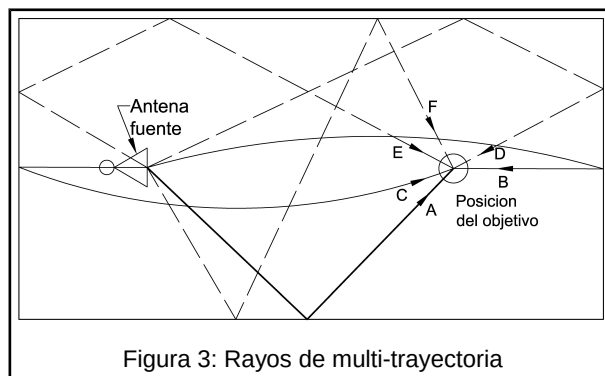 Antena
fuente
F
E
D
B
C
A
Posicion
del objetivo
Figura 3: Rayos de multi-trayectoria